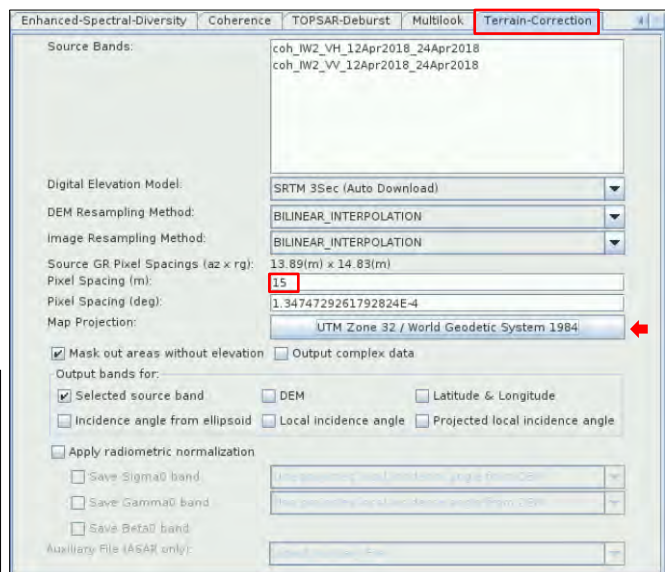 Enhanced-Spectral-Diversity Coherence TOPSAR-Deburst Multilook Terrain-Correction
Source Bands: coh_IW2_VH_12Apr2018_24Apr2018
coh_IW2_VV_12Apr2018_24Apr2018
Digital Elevation Model: SRTM 3Sec (Auto Download)
DEM Resampling Method: BILINEAR_INTERPOLATION
Image Resampling Method: BILINEAR_INTERPOLATION
Source GR Pixel Spacings (az x rg): 13.89(m) x 14.83(m)
Pixel Spacing (m): 15
Pixel Spacing (deg): 1.3474729261792824E-4
Map Projection: UTM Zone 32 / World Geodetic System 1984
Mask out areas without elevation Output complex data
Output bands for:
Selected source band DEM Latitude & Longitude
Incidence angle from ellipsoid Local incidence angle Projected local incidence angle
Apply radiometric normalization
Save Sigma0 band
Save Gamma0 band
Save Beta0 band
Auxiliary File (ASAR only):